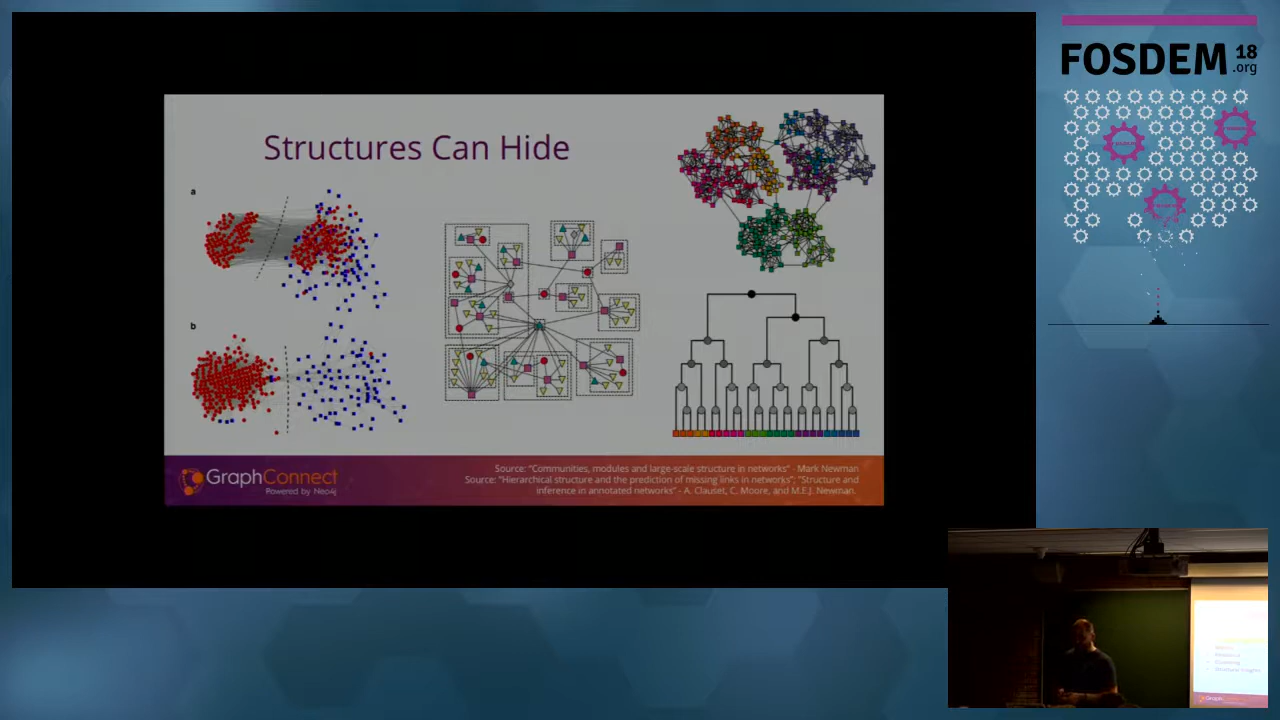 Structures Can Hide
a
b
GraphConnect
Powered by Neo4j
Source: "Communities, modules and large-scale structure in networks" - Mark Newman
Source: "Hierarchical structure and the prediction of missing links in networks"; "Structure and
inference in annotated networks" - A. Clauset, C. Moore, and M.E.J. Newman.
FOSDEM 18
.org